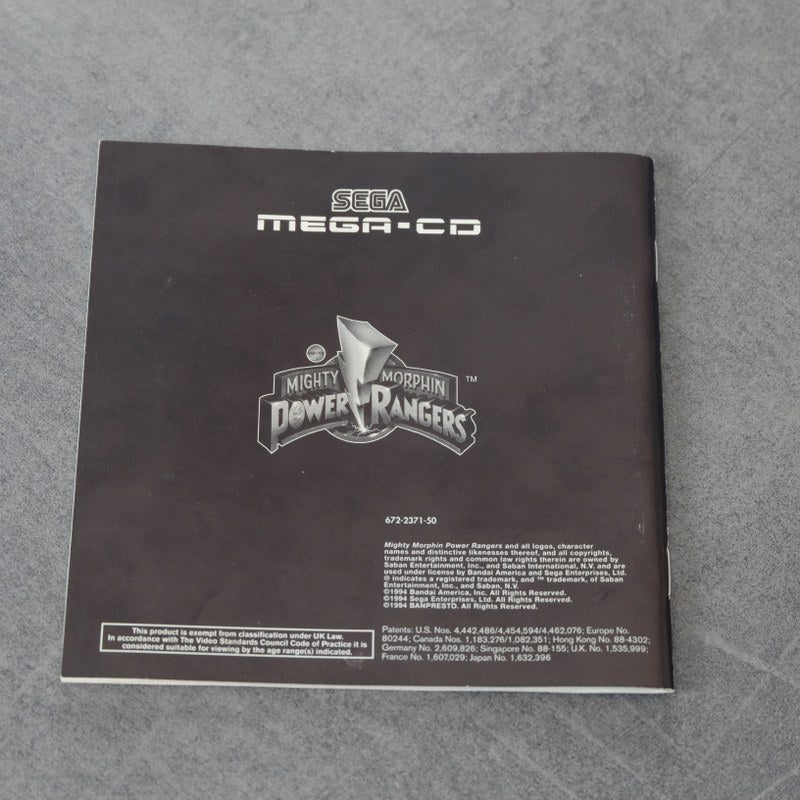 SEGA
MEGA-CD
SABAN'S
MIGHTY MORPHIN
POWER RANGERS
TM
672-2371-50
Mighty Morphin Power Rangers and all logos, character
names and distinctive likenesses thereof, and all copyrights,
trademark rights and common law rights therein are owned by
Saban Entertainment, Inc., and Saban International, N.V. and are
used under license by Bandai America and Sega Enterprises, Ltd.
® indicates a registered trademark, and ™ trademark, of Saban
Entertainment, Inc., and Saban, N.V.
©1994 Bandai America, Inc. All Rights Reserved.
©1994 Sega Enterprises, Ltd. All Rights Reserved.
©1994 BANPRESTO. All Rights Reserved.
This product is exempt from classification under UK Law.
In accordance with The Video Standards Council Code of Practice it is
considered suitable for viewing by the age range(s) indicated.
Patents: U.S. Nos. 4,442,486/4,454,594/4,462,076; Europe No.
80244; Canada Nos. 1,183,276/1,082,351; Hong Kong No. 88-4302;
Germany No. 2,609,826; Singapore No. 88-155; U.K. No. 1,535,999;
France No. 1,607,029; Japan No. 1,632,396